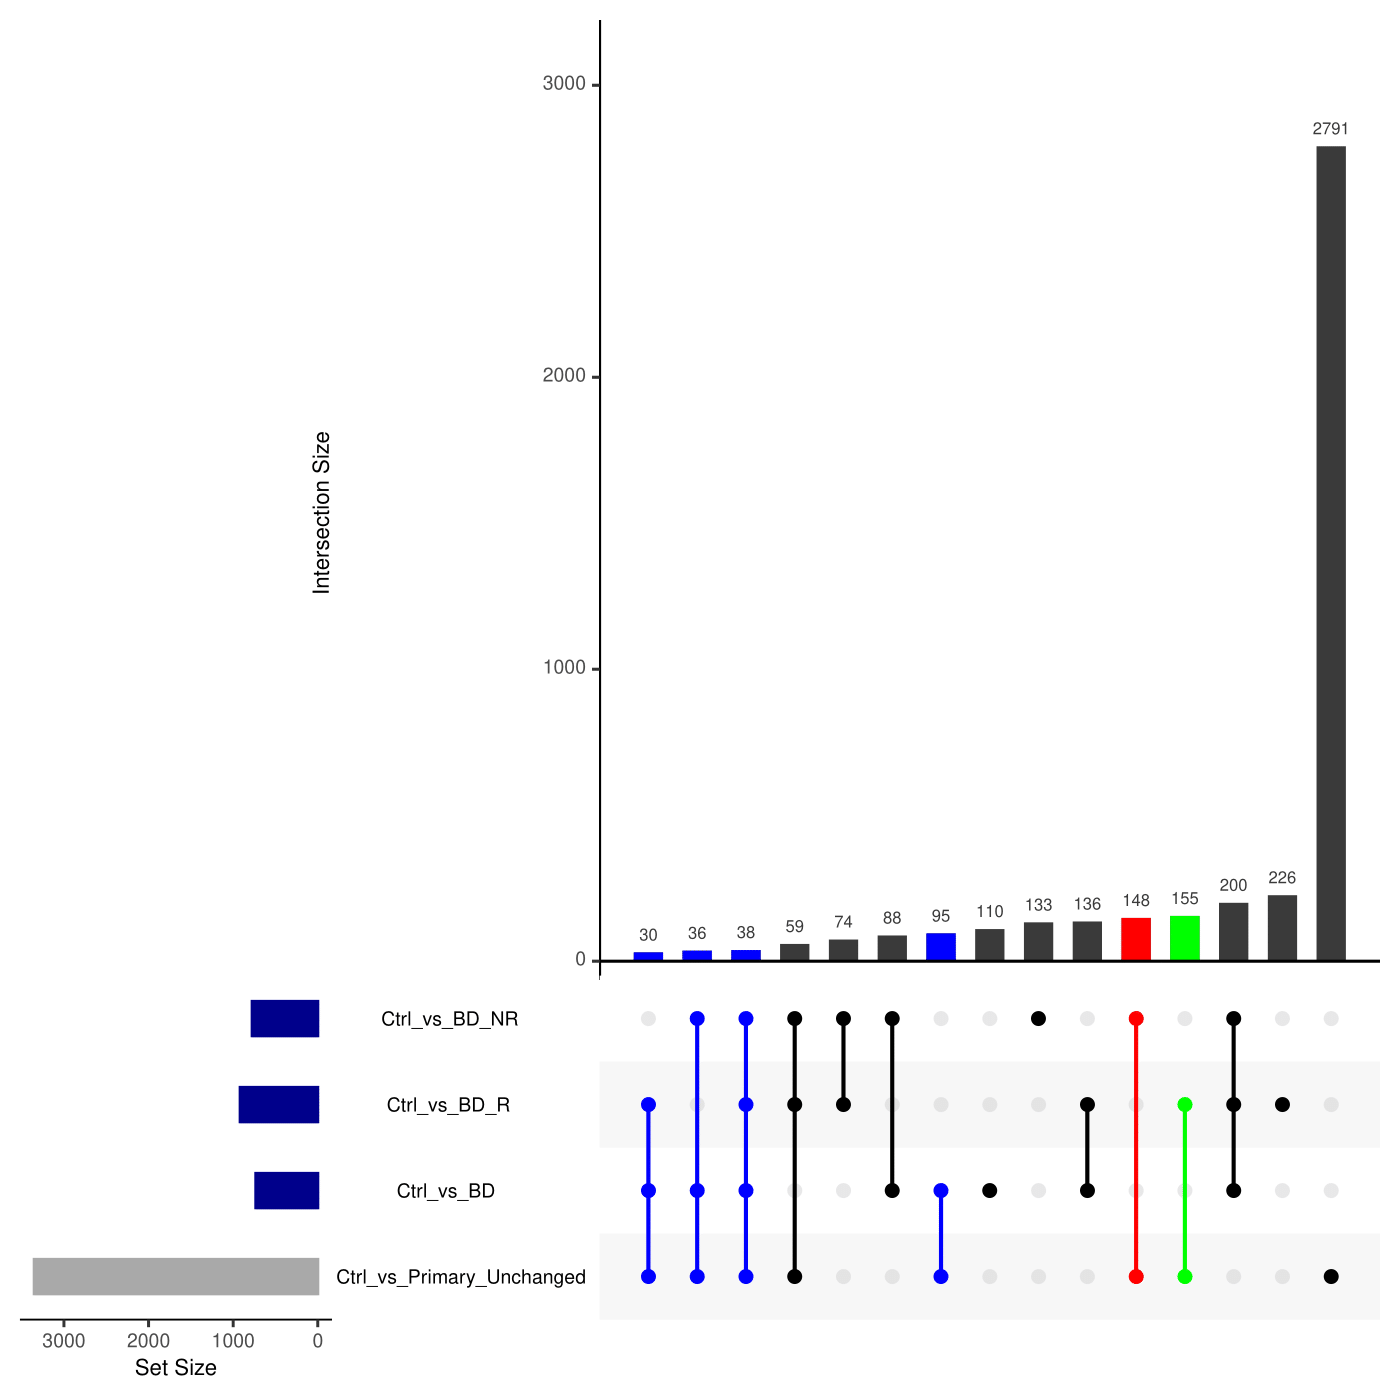 3000
2000
1000
0
Intersection Size
30
36
38
59
74
88
95
110
133
136
148
155
200
226
2791
Ctrl_vs_BD_NR
Ctrl_vs_BD_R
Ctrl_vs_BD
Ctrl_vs_Primary_Unchanged
3000 2000 1000 0
Set Size